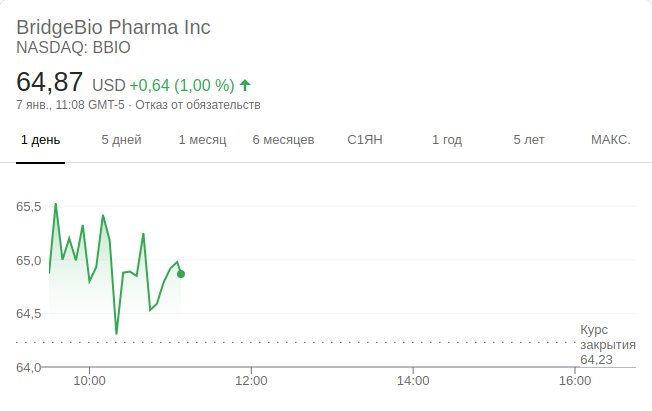 BridgeBio Pharma Inc
NASDAQ: BBIO
64,87 USD +0,64 (1,00 %)
7 янв., 11:08 GMT-5 · Отказ от обязательств
1 день 5 дней 1 месяц 6 месяцев С1ЯН 1 год 5 лет МАКС.
65,5
65,0
64,5
64,0
Курс
закрытия
64,23
10:00 12:00 14:00 16:00